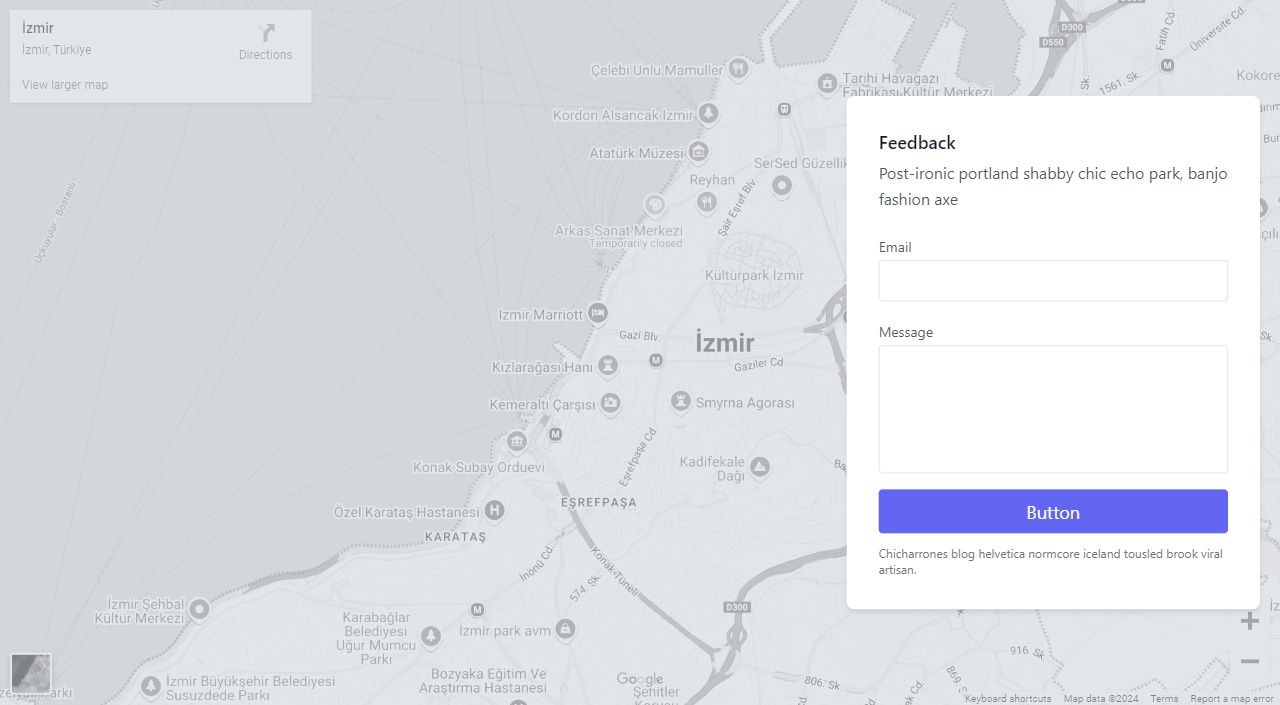 İzmir
İzmir, Türkiye
Directions
View larger map
D300
D550
Fatih Cd.
Üniversite Cd.
M
Çelebi Unlu Mamuller
Tarihi Havagazı
Fabrikası Kültür Merkezi
1561. Sk.
Sk.
Kordon Alsancak Izmir
Atatürk Müzesi
SerSed Güzellik
Reyhan
Şair Eşref Blv.
Üçkuyular - Bostanlı
Arkas Sanat Merkezi
Temporarily closed
Kültürpark İzmir
Izmir Marriott
Gazi Blv.
İzmir
M
Kızlarağası Hanı
Gaziler Cd
Kemeraltı Çarşısı
Smyrna Agorası
M
Eşrefpaşa Cd.
Konak Subay Orduevi
Kadifekale
Dağı
EŞREFPAŞA
Özel Karataş Hastanesi
H
KARATAŞ
İnönü Cd.
Konak-Tüneli
574. Sk.
İzmir Şehbal
Kültür Merkezi
M
D300
Karabağlar
Belediyesi
Uğur Mumcu
Parkı
İzmir park avm
Bozyaka Eğitim Ve
Araştırma Hastanesi
İzmir Büyükşehir Belediyesi
Susuzdede Parkı
Google
Şehitler
Korusu
806. Sk.
869.
916. Sk.
Feedback
Post-ironic portland shabby chic echo park, banjo
fashion axe
Email
Message
Button
Chicharrones blog helvetica normcore iceland tousled brook viral
artisan.
Keyboard shortcuts
Map data ©2024
Terms
Report a map error